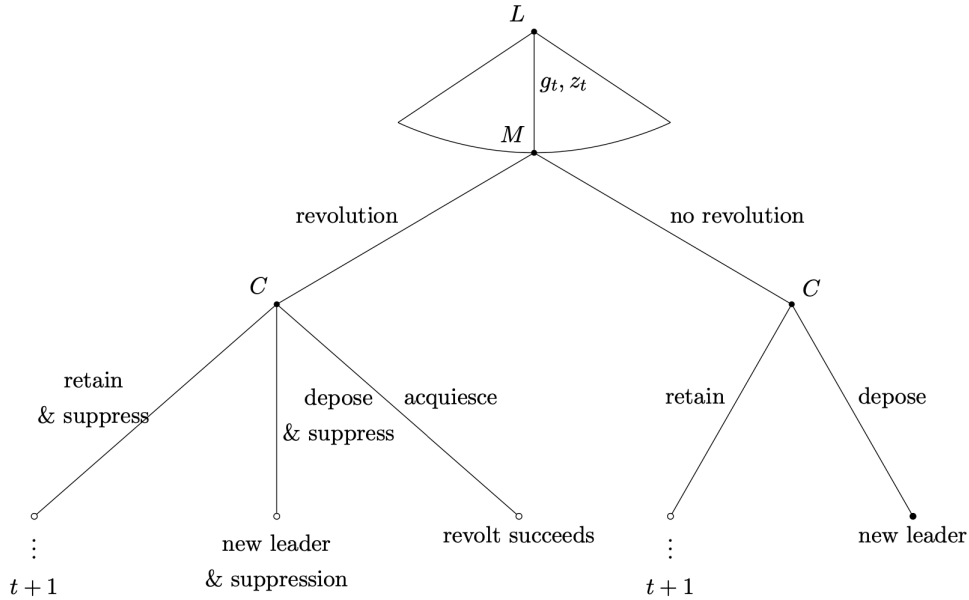 L
g_t, z_t
M
revolution
no revolution
C
C
retain
& suppress
depose
& suppress
acquiesce
retain
depose
⋮
t + 1
new leader
& suppression
revolt succeeds
⋮
t + 1
new leader